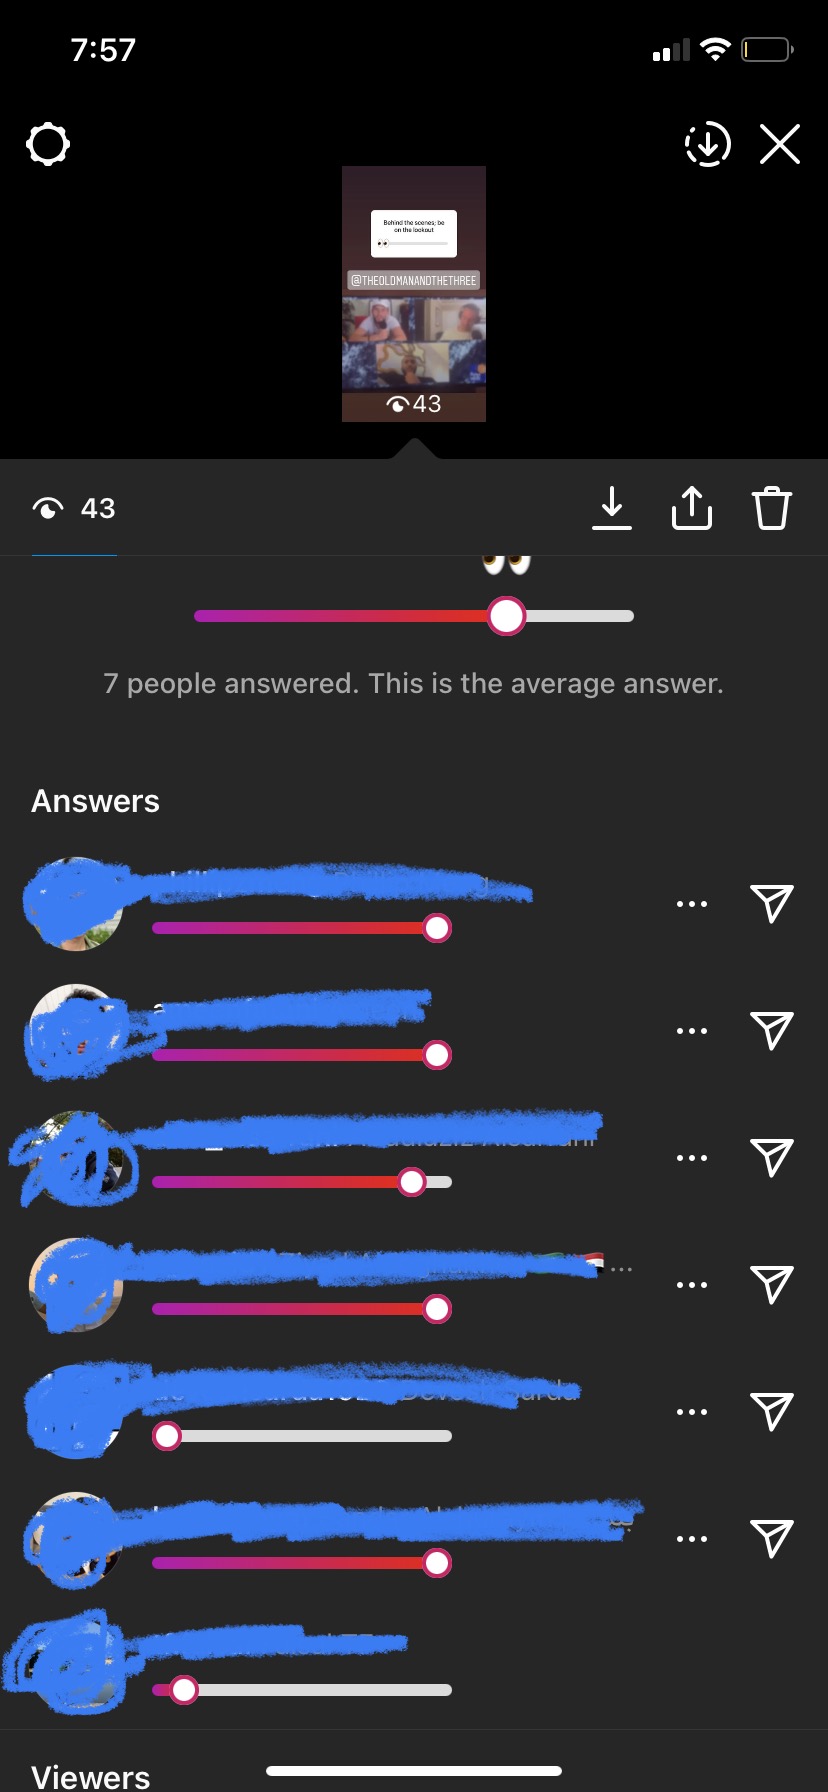 7:57
Behind the scenes; be
on the lookout
@THEOLDMANANDTHETHREE
43
43
7 people answered. This is the average answer.
Answers
Viewers